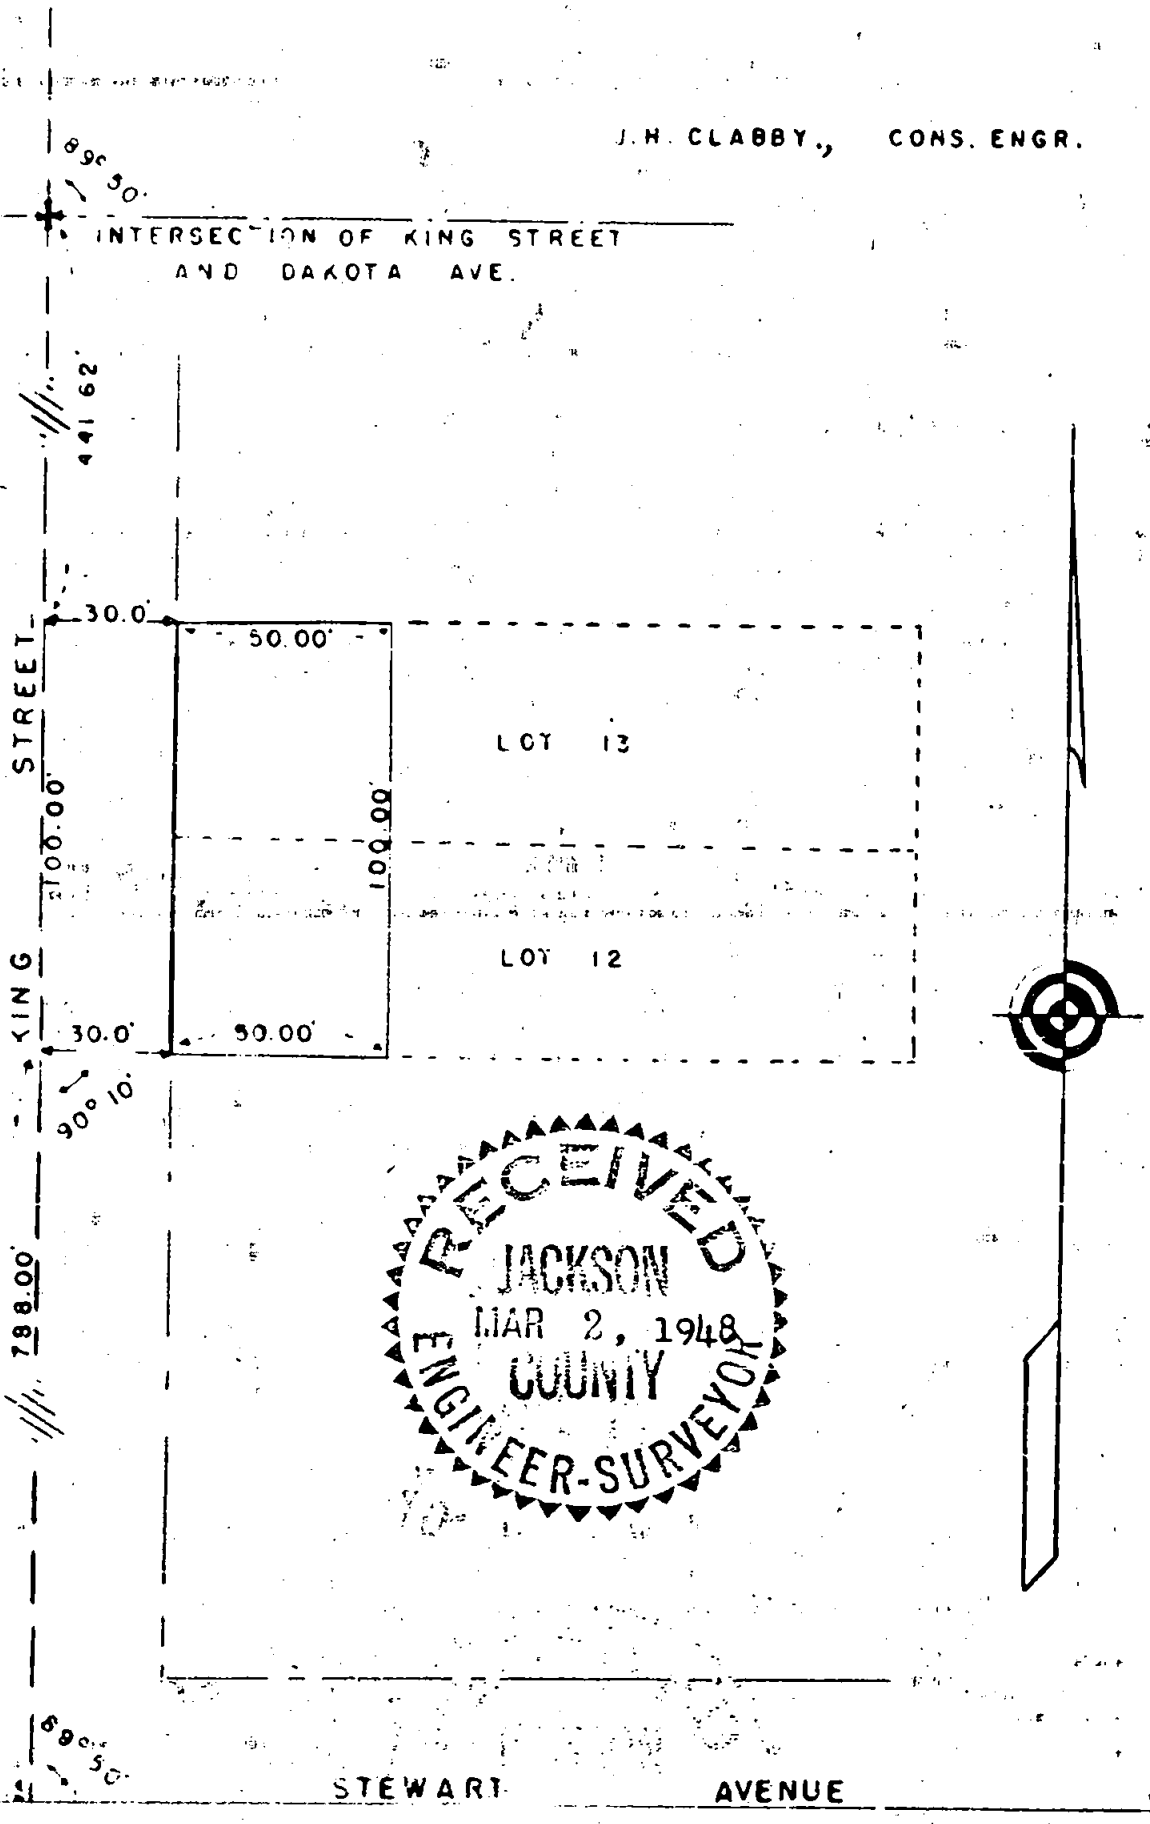 J.H. CLABBY., CONS. ENGR.
89° 50'
INTERSECTION OF KING STREET
AND DAKOTA AVE.
441.62'
30.0'
50.00'
KING STREET
LOT 13
100.00'
100.00'
LOT 12
30.0'
50.00'
90° 10'
RECEIVED
JACKSON
MAR 2, 1948
COUNTY
ENGINEER-SURVEYOR
788.00'
89° 50'
STEWART AVENUE